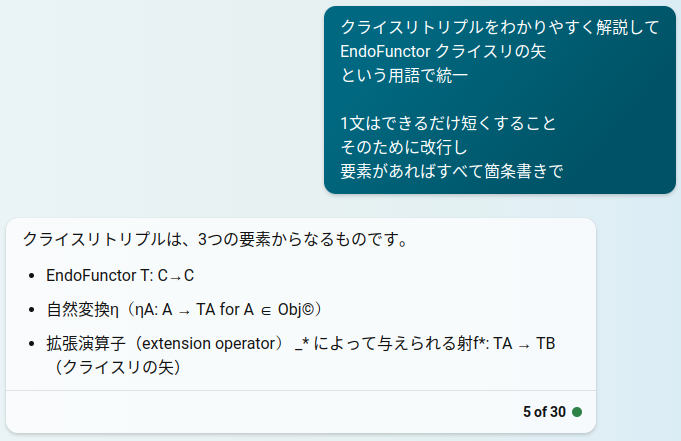 クライスリトリプルをわかりやすく解説して
EndoFunctor クライスリの矢
という用語で統一
1文はできるだけ短くすること
そのために改行し
要素があればすべて箇条書きで
クライスリトリプルは、3つの要素からなるものです。
• EndoFunctor T: C→C
• 自然変換η（ηA: A → TA for A ∈ Obj©）
• 拡張演算子（extension operator） _* によって与えられる射f*: TA → TB
（クライスリの矢）
5 of 30